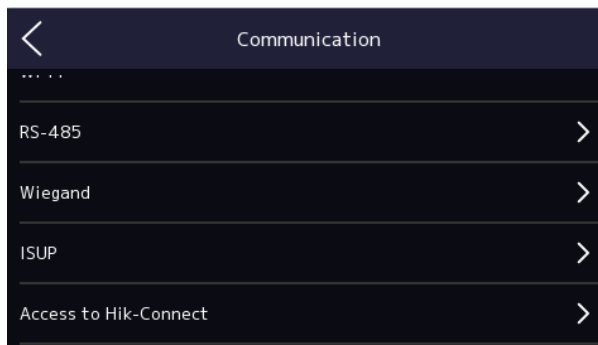 Communication
RS-485
Wiegand
ISUP
Access to Hik-Connect